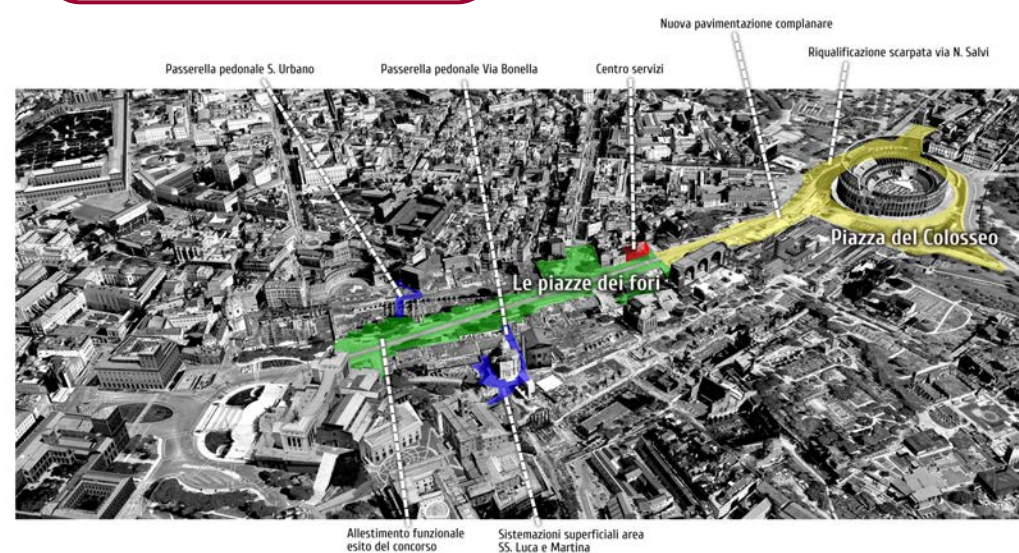 Nuova pavimentazione complanare
Riqualificazione scarpata via N. Salvi
Passerella pedonale S. Urbano
Passerella pedonale Via Bonella
Centro servizi
Piazza del Colosseo
Le piazze dei fori
Allestimento funzionale
esito del concorso
Sistemazioni superficiali area
SS. Luca e Martina